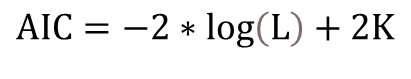 AIC = −2 ∗ log(L) + 2K